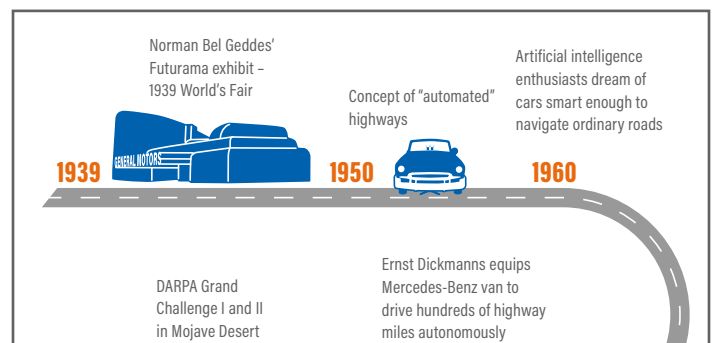 Norman Bel Geddes’
Futurama exhibit –
1939 World’s Fair
Concept of "automated"
highways
Artificial intelligence
enthusiasts dream of
cars smart enough to
navigate ordinary roads
GENERAL MOTORS
1939
1950
1960
DARPA Grand
Challenge I and II
in Mojave Desert
Ernst Dickmanns equips
Mercedes-Benz van to
drive hundreds of highway
miles autonomously